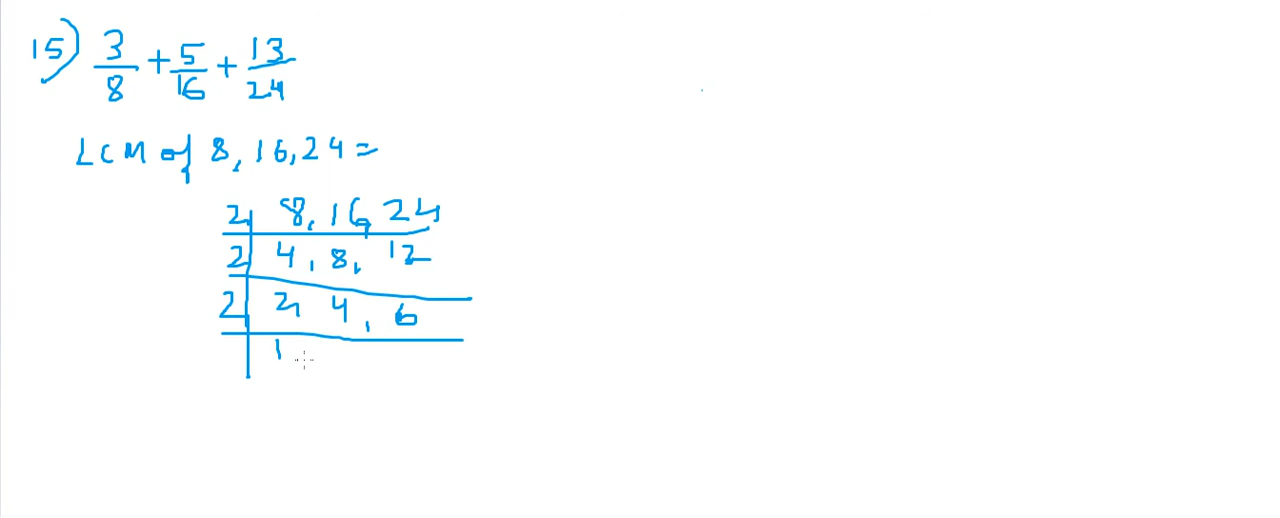 15) 3/8 + 5/16 + 13/24
LCM of 8, 16, 24 =
2 8, 16, 24
2 4, 8, 12
2 2, 4, 6
1